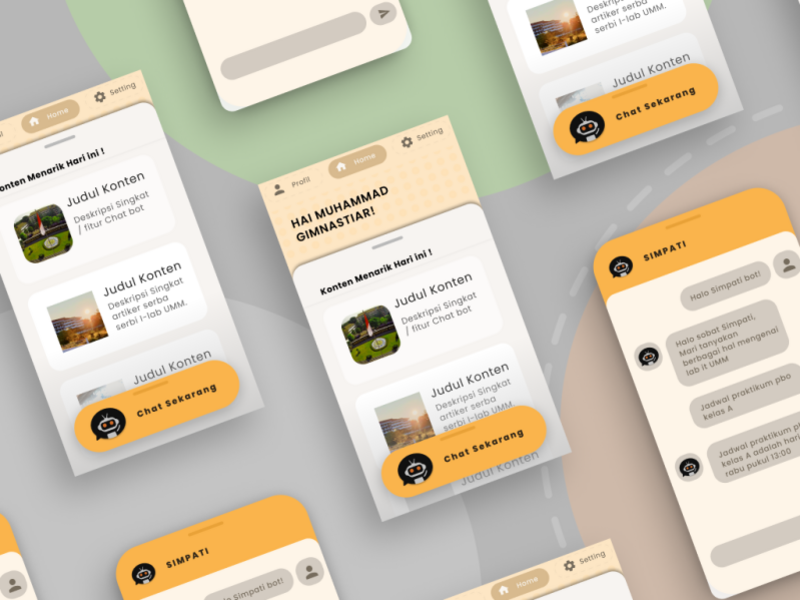 Home
Setting
Konten Menarik Hari ini !
Judul Konten
Deskripsi Singkat
/ fitur Chat bot
Judul Konten
Deskripsi Singkat
artiker serba
serbi I-lab UMM.
Judul Konten
Chat Sekarang
Profil
Home
Setting
HAI MUHAMMAD
GIMNASTIAR!
Konten Menarik Hari ini !
Judul Konten
Deskripsi Singkat
/ fitur Chat bot
Judul Konten
Deskripsi Singkat
artiker serba
serbi I-lab UMM
Judul Konten
Chat Sekarang
Deskripsi Singkat
artiker serba
serbi I-lab UMM.
Judul Konten
Chat Sekarang
SIMPATI
Halo Simpati bot!
Halo sobat Simpati,
Mari tanyakan
berbagai hal mengenai
lab it UMM
Jadwal praktikum pbo
kelas A
Jadwal praktikum
kelas A adalah hari
rabu pukul 13:00
SIMPATI
Halo Simpati bot!
Home
Setting